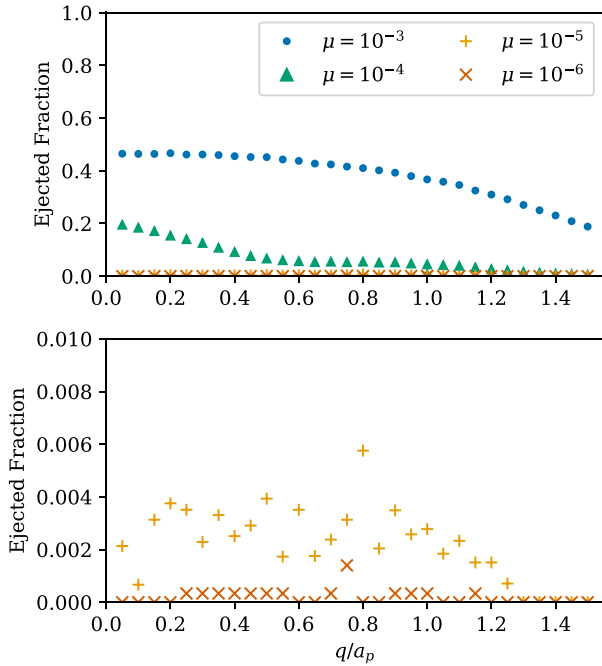 1.0
μ = 10⁻³ μ = 10⁻⁵
μ = 10⁻⁴ μ = 10⁻⁶
0.8
0.6
0.4
0.2
0.0
Ejected Fraction
0.0 0.2 0.4 0.6 0.8 1.0 1.2 1.4
0.010
0.008
0.006
0.004
0.002
0.000
Ejected Fraction
0.0 0.2 0.4 0.6 0.8 1.0 1.2 1.4
q/aₚ